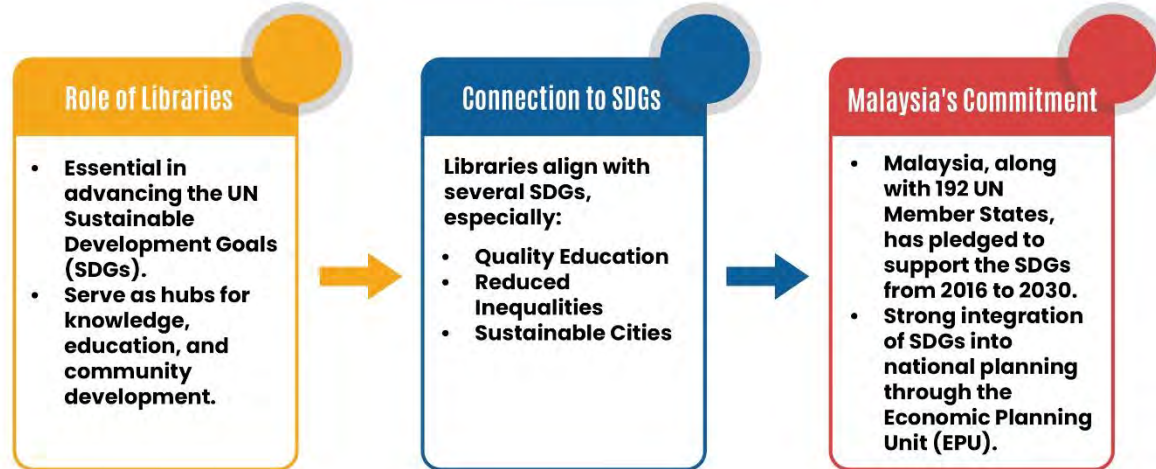 Role of Libraries
• Essential in
advancing the UN
Sustainable
Development Goals
(SDGs).
• Serve as hubs for
knowledge,
education, and
community
development.
Connection to SDGs
Libraries align with
several SDGs,
especially:
• Quality Education
• Reduced
Inequalities
• Sustainable Cities
Malaysia's Commitment
• Malaysia, along
with 192 UN
Member States,
has pledged to
support the SDGs
from 2016 to 2030.
• Strong integration
of SDGs into
national planning
through the
Economic Planning
Unit (EPU).